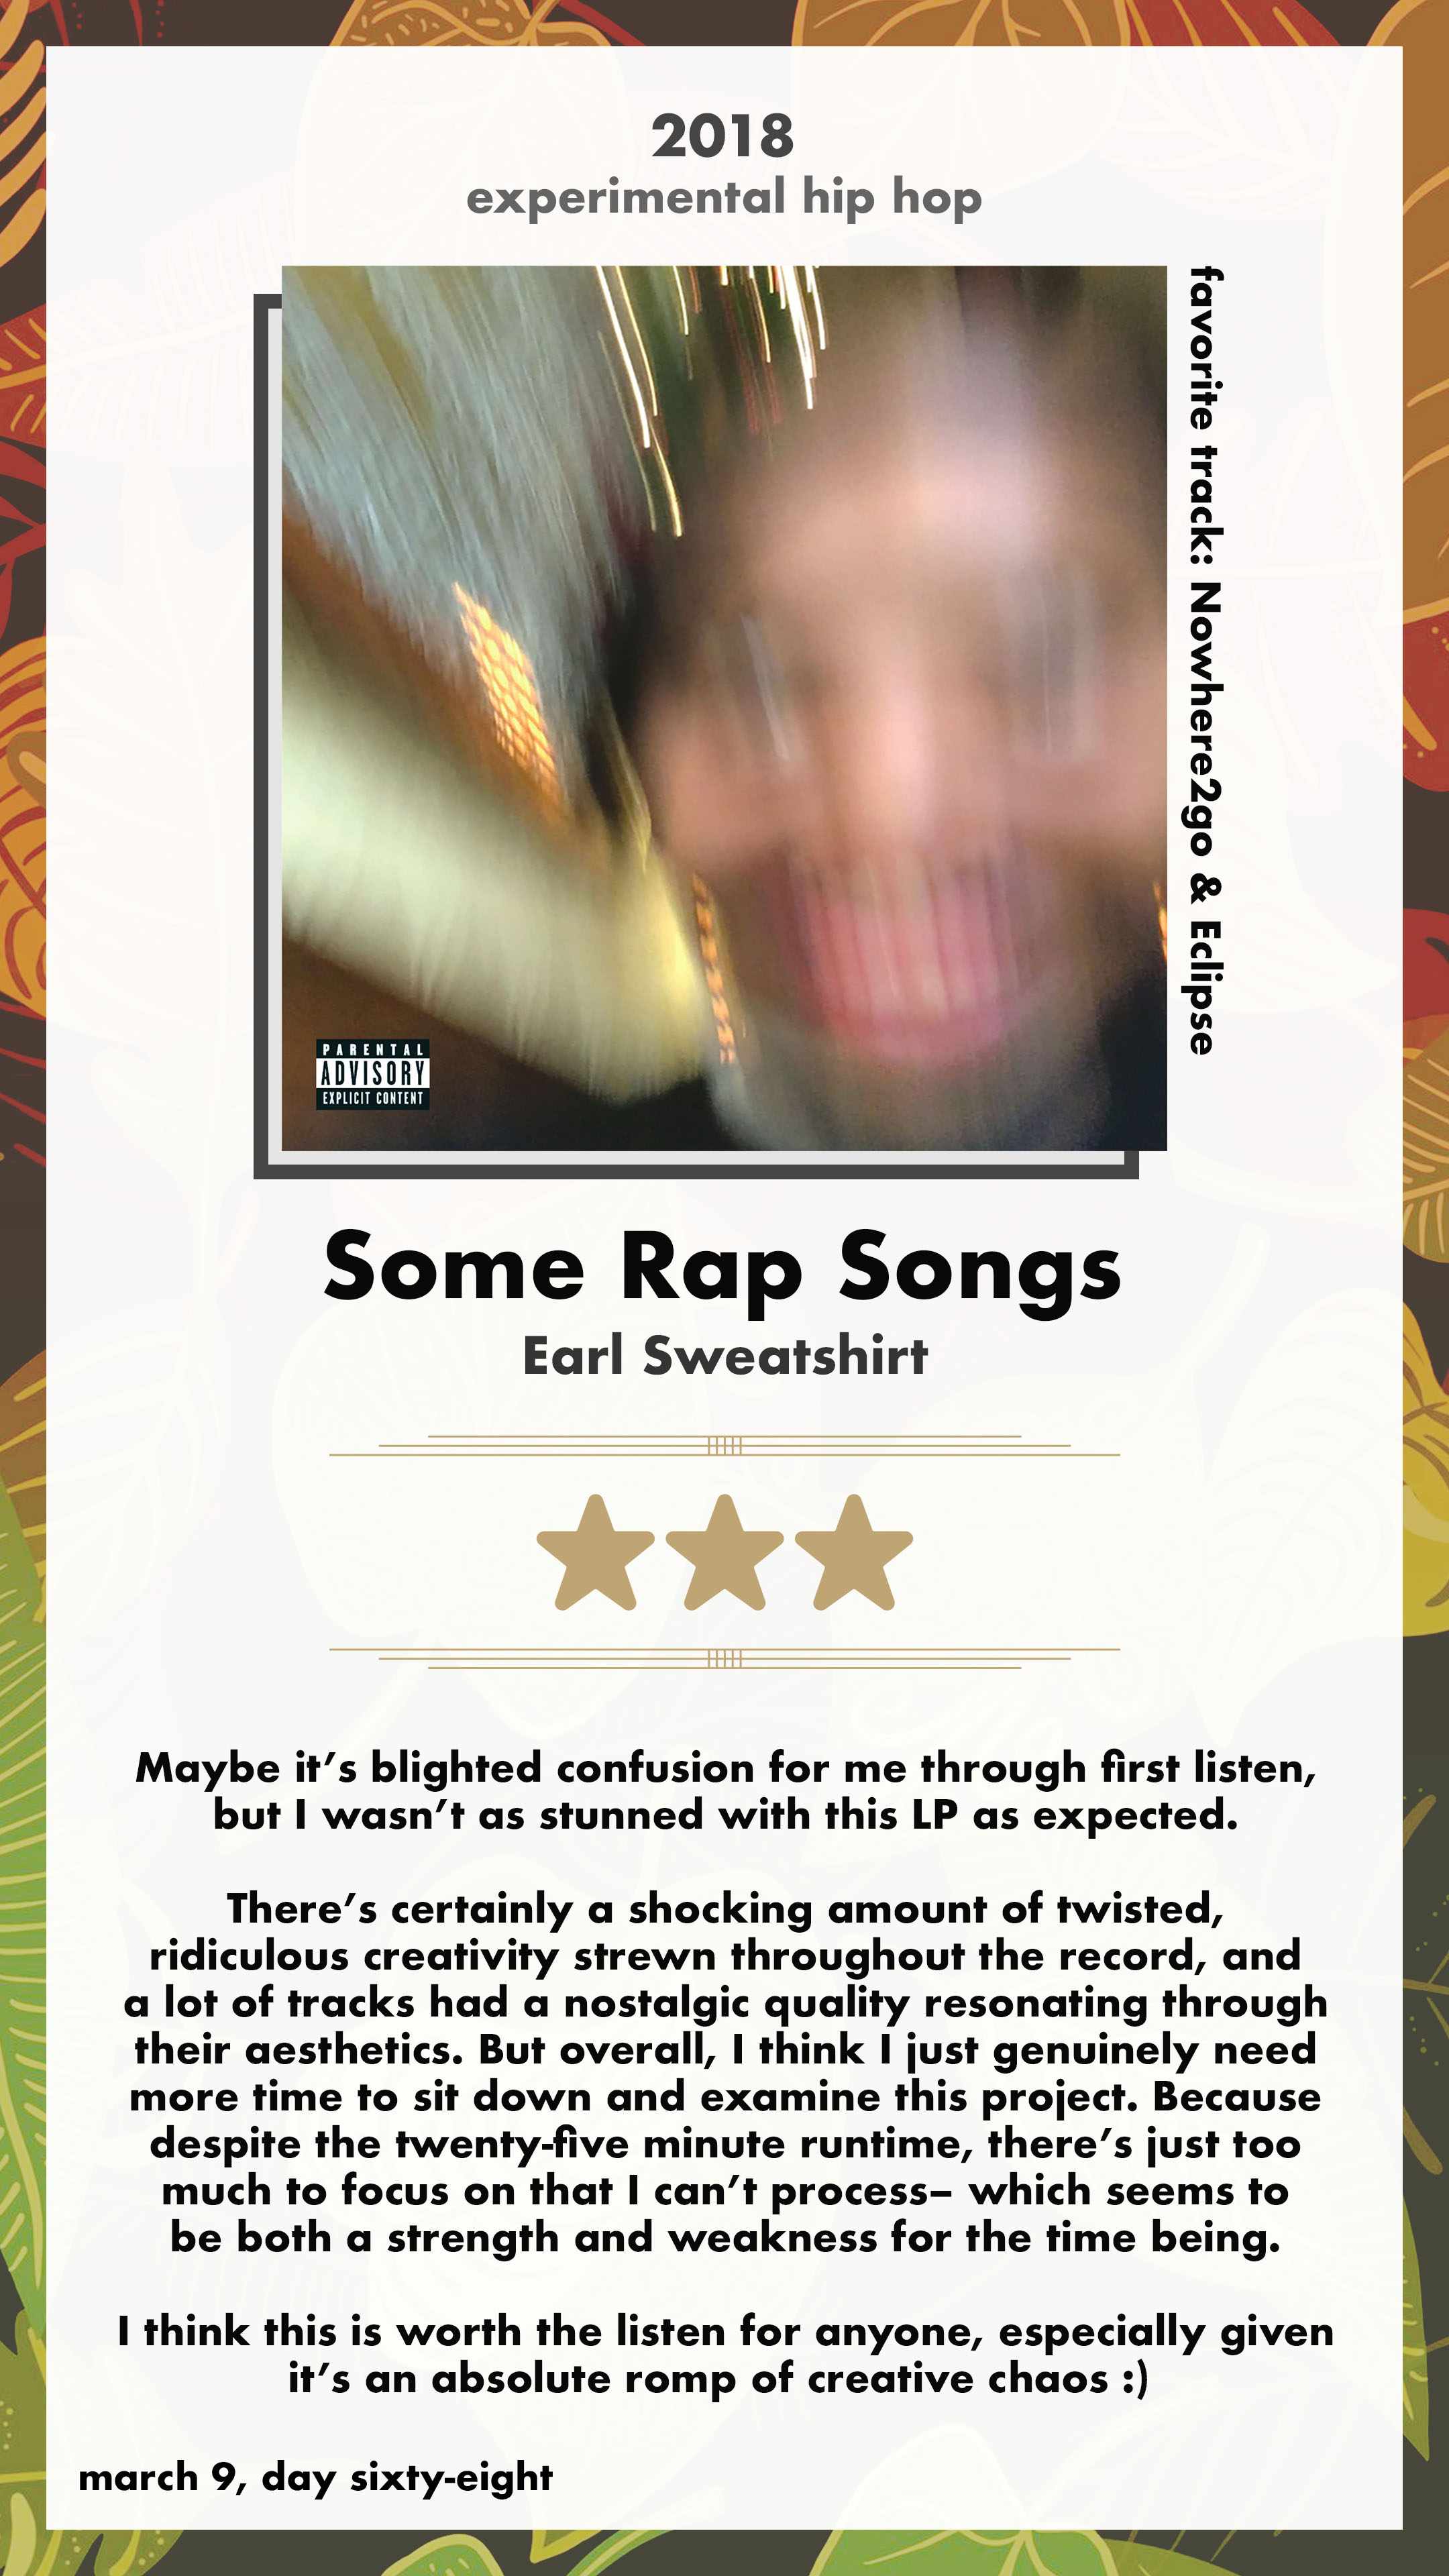 2018
experimental hip hop
favorite track: Nowhere2go & Eclipse
PARENTAL
ADVISORY
EXPLICIT CONTENT
Some Rap Songs
Earl Sweatshirt
Maybe it’s blighted confusion for me through first listen,
but I wasn’t as stunned with this LP as expected.
There’s certainly a shocking amount of twisted,
ridiculous creativity strewn throughout the record, and
a lot of tracks had a nostalgic quality resonating through
their aesthetics. But overall, I think I just genuinely need
more time to sit down and examine this project. Because
despite the twenty-five minute runtime, there’s just too
much to focus on that I can’t process– which seems to
be both a strength and weakness for the time being.
I think this is worth the listen for anyone, especially given
it’s an absolute romp of creative chaos :)
march 9, day sixty-eight